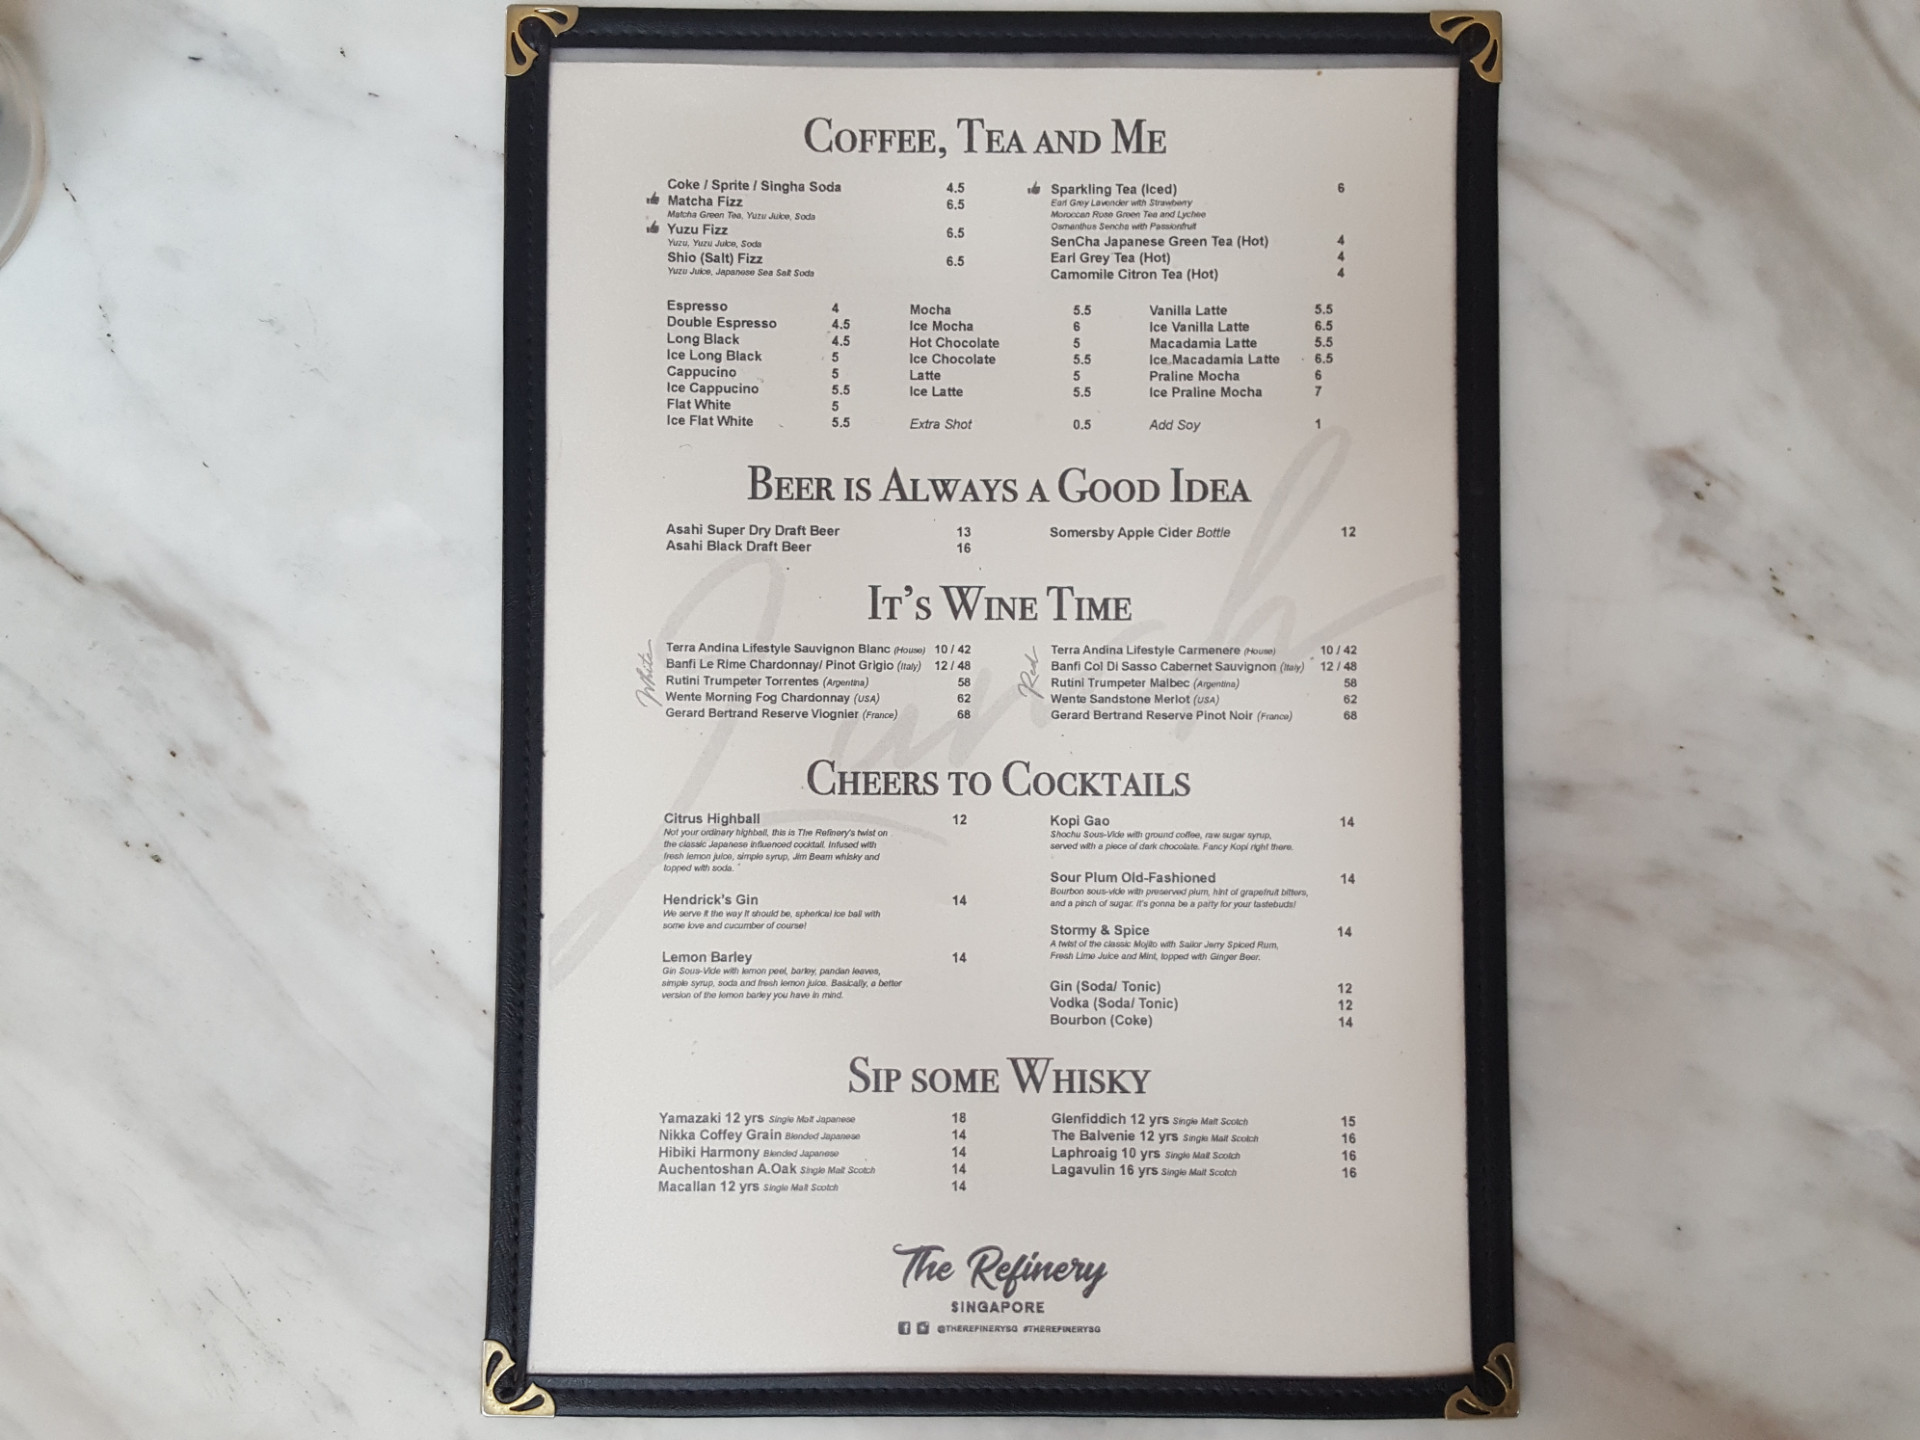 COFFEE, TEA AND ME
Coke / Sprite / Singha Soda 4.5
Matcha Fizz 6.5
Matcha Green Tea, Yuzu Juice, Soda
Yuzu Fizz 6.5
Yuzu, Yuzu Juice, Soda
Shio (Salt) Fizz 6.5
Yuzu Juice, Japanese Sea Salt Soda
Sparkling Tea (Iced) 6
Earl Grey Lavender with Strawberry
Moroccan Rose Green Tea and Lychee
Osmanthus Sencha with Passionfruit
SenCha Japanese Green Tea (Hot) 4
Earl Grey Tea (Hot) 4
Camomile Citron Tea (Hot) 4
Espresso 4
Double Espresso 4.5
Long Black 4.5
Ice Long Black 5
Cappucino 5
Ice Cappucino 5.5
Flat White 5
Ice Flat White 5.5
Mocha 5.5
Ice Mocha 6
Hot Chocolate 5
Ice Chocolate 5.5
Latte 5
Ice Latte 5.5
Extra Shot 0.5
Vanilla Latte 5.5
Ice Vanilla Latte 6.5
Macadamia Latte 5.5
Ice Macadamia Latte 6.5
Praline Mocha 6
Ice Praline Mocha 7
Add Soy 1
BEER IS ALWAYS A GOOD IDEA
Asahi Super Dry Draft Beer 13
Asahi Black Draft Beer 16
Somersby Apple Cider Bottle 12
Lunch
IT'S WINE TIME
White
Terra Andina Lifestyle Sauvignon Blanc (House) 10 / 42
Banfi Le Rime Chardonnay/ Pinot Grigio (Italy) 12 / 48
Rutini Trumpeter Torrentes (Argentina) 58
Wente Morning Fog Chardonnay (USA) 62
Gerard Bertrand Reserve Viognier (France) 68
Red
Terra Andina Lifestyle Carmenere (House) 10 / 42
Banfi Col Di Sasso Cabernet Sauvignon (Italy) 12 / 48
Rutini Trumpeter Malbec (Argentina) 58
Wente Sandstone Merlot (USA) 62
Gerard Bertrand Reserve Pinot Noir (France) 68
CHEERS TO COCKTAILS
Citrus Highball 12
Not your ordinary highball, this is The Refinery's twist on
the classic Japanese influenced cocktail. Infused with
fresh lemon juice, simple syrup, Jim Beam whisky and
topped with soda.
Hendrick's Gin 14
We serve it the way it should be, spherical ice ball with
some love and cucumber of course!
Lemon Barley 14
Gin Sous-Vide with lemon peel, barley, pandan leaves,
simple syrup, soda and fresh lemon juice. Basically, a better
version of the lemon barley you have in mind.
Kopi Gao 14
Shochu Sous-Vide with ground coffee, raw sugar syrup,
served with a piece of dark chocolate. Fancy Kopi right there.
Sour Plum Old-Fashioned 14
Bourbon sous-vide with preserved plum, hint of grapefruit bitters,
and a pinch of sugar. It's gonna be a party for your tastebuds!
Stormy & Spice 14
A twist of the classic Mojito with Sailor Jerry Spiced Rum,
Fresh Lime Juice and Mint, topped with Ginger Beer.
Gin (Soda/ Tonic) 12
Vodka (Soda/ Tonic) 12
Bourbon (Coke) 14
SIP SOME WHISKY
Yamazaki 12 yrs Single Malt Japanese 18
Nikka Coffey Grain Blended Japanese 14
Hibiki Harmony Blended Japanese 14
Auchentoshan A.Oak Single Malt Scotch 14
Macallan 12 yrs Single Malt Scotch 14
Glenfiddich 12 yrs Single Malt Scotch 15
The Balvenie 12 yrs Single Malt Scotch 16
Laphroaig 10 yrs Single Malt Scotch 16
Lagavulin 16 yrs Single Malt Scotch 16
The Refinery
SINGAPORE
@THEREFINERYSG #THEREFINERYSG